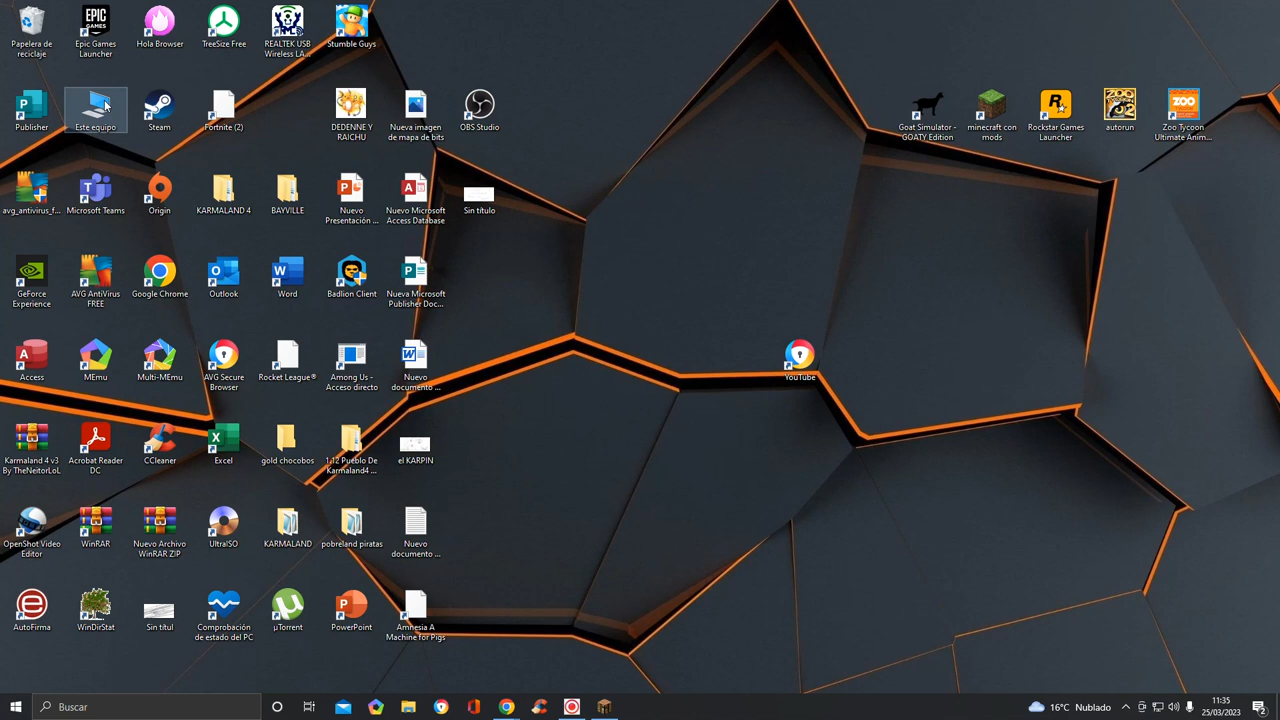 Papelera de
reciclaje
Epic Games
Launcher
Hola Browser
TreeSize Free
REALTEK USB
Wireless LA...
Stumble Guys
Publisher
Este equipo
Steam
Fortnite (2)
DEDENNE Y
RAICHU
Nueva imagen
de mapa de bits
OBS Studio
Goat Simulator -
GOATY Edition
minecraft con
mods
Rockstar Games
Launcher
autorun
Zoo Tycoon
Ultimate Anim...
avg_antivirus_f...
Microsoft Teams
Origin
KARMALAND 4
BAYVILLE
Nuevo
Presentación ...
Nuevo Microsoft
Access Database
Sin título
GeForce
Experience
AVG AntiVirus
FREE
Google Chrome
Outlook
Word
Badlion Client
Nueva Microsoft
Publisher Doc...
Access
MEmu
Multi-MEmu
AVG Secure
Browser
Rocket League®
Among Us -
Acceso directo
Nuevo
documento ...
YouTube
Karmaland 4 v3
By TheNeitorLoL
Acrobat Reader
DC
CCleaner
Excel
gold chocobos
1.12 Pueblo De
Karmaland4 ...
el KARPIN
OpenShot Video
Editor
WinRAR
Nuevo Archivo
WinRAR ZIP
UltraISO
KARMALAND
pobreland piratas
Nuevo
documento ...
AutoFirma
WinDirStat
Sin titul
Comprobación
de estado del PC
µTorrent
PowerPoint
Amnesia A
Machine for Pigs
Buscar
16°C Nublado
11:35
25/03/2023